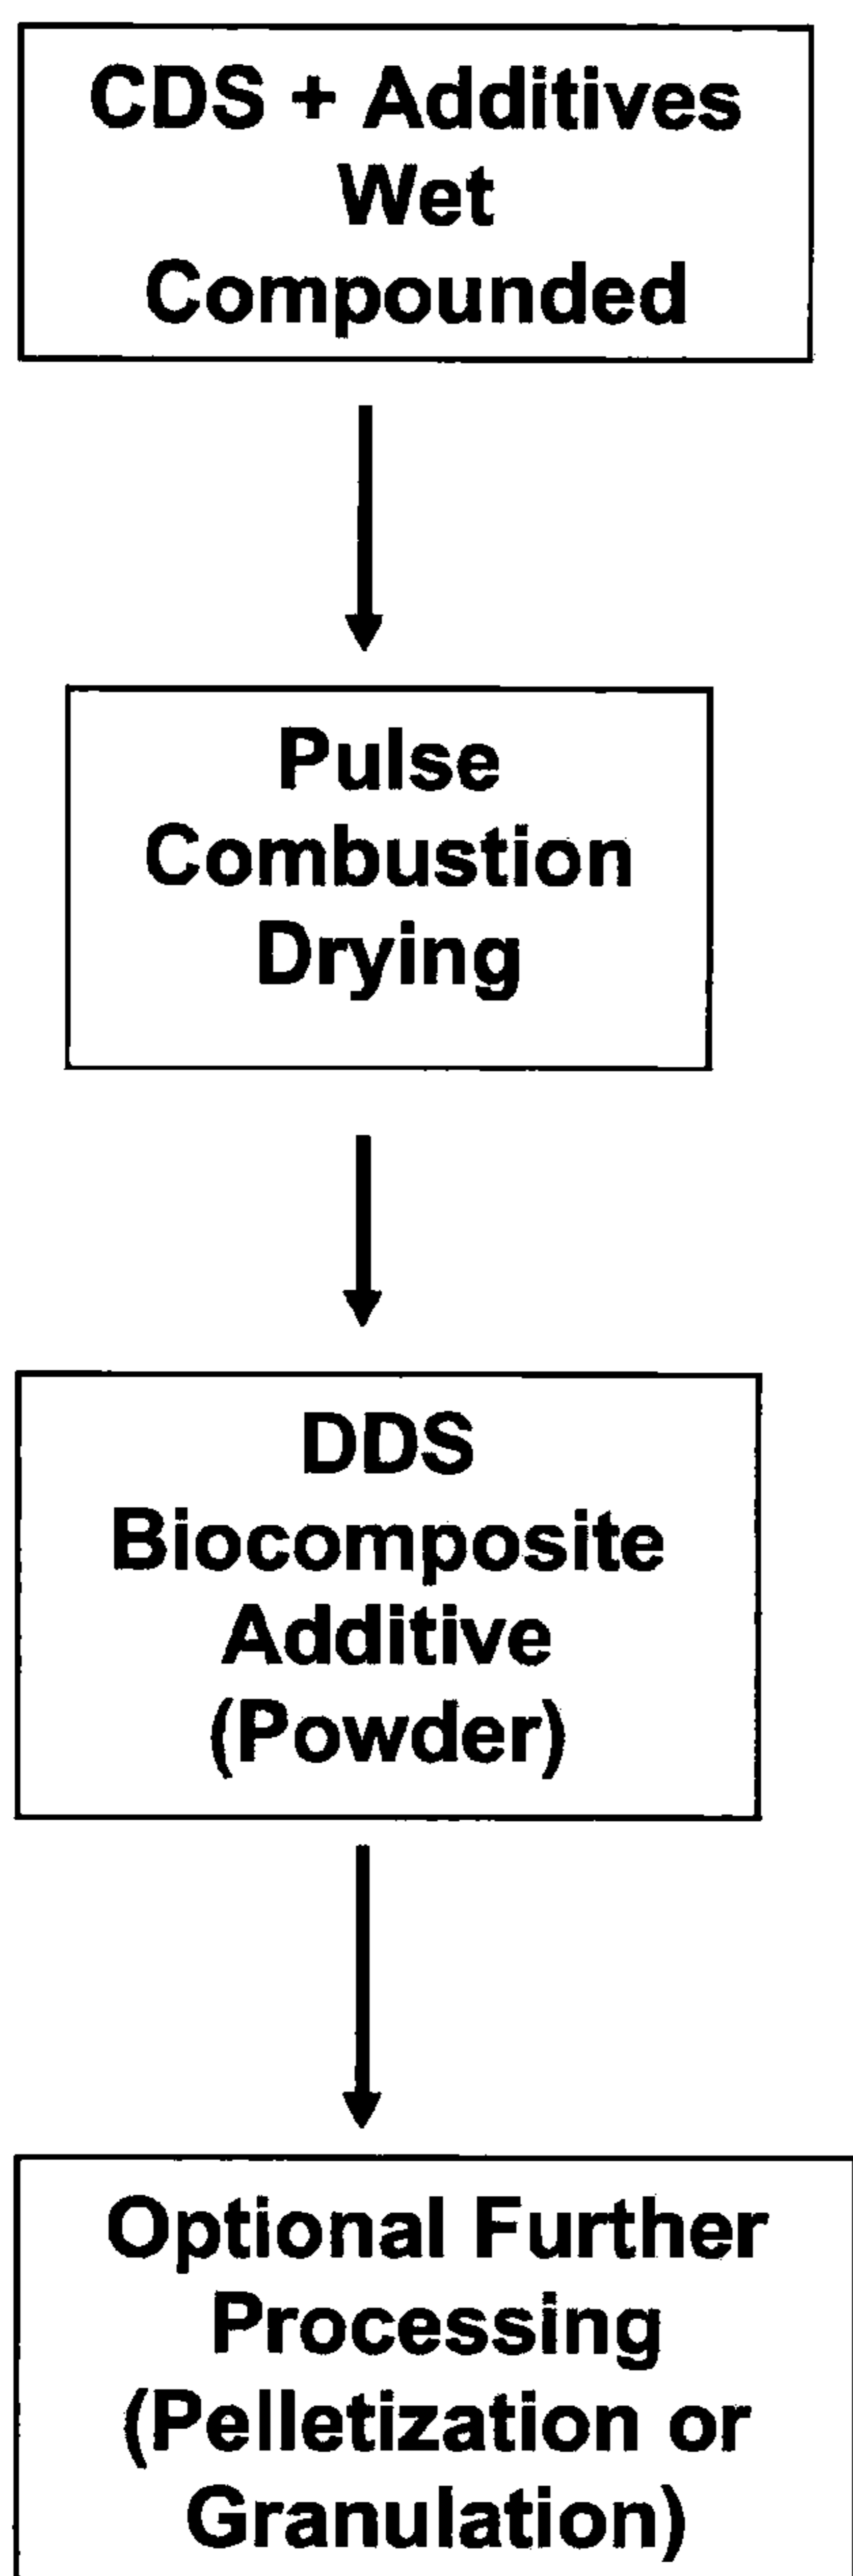 CDS + Additives
Wet
Compounded
Pulse
Combustion
Drying
DDS
Biocomposite
Additive
(Powder)
Optional Further
Processing
(Pelletization or
Granulation)